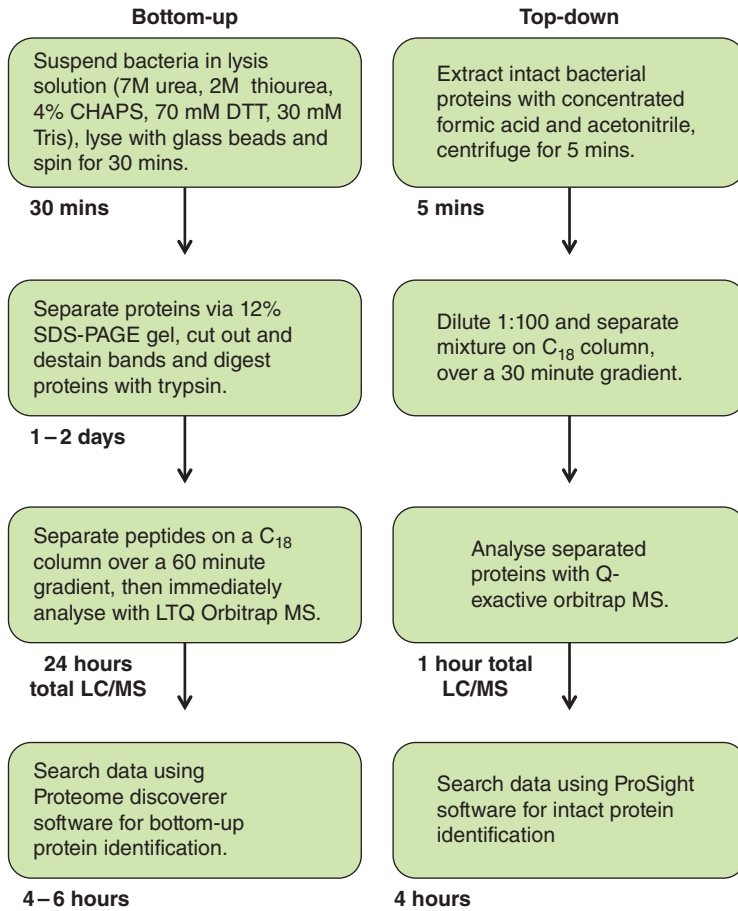 Bottom-up
Suspend bacteria in lysis
solution (7M urea, 2M thiourea,
4% CHAPS, 70 mM DTT, 30 mM
Tris), lyse with glass beads and
spin for 30 mins.
30 mins
Separate proteins via 12%
SDS-PAGE gel, cut out and
destain bands and digest
proteins with trypsin.
1–2 days
Separate peptides on a C18
column over a 60 minute
gradient, then immediately
analyse with LTQ Orbitrap MS.
24 hours
total LC/MS
Search data using
Proteome discoverer
software for bottom-up
protein identification.
4–6 hours
Top-down
Extract intact bacterial
proteins with concentrated
formic acid and acetonitrile,
centrifuge for 5 mins.
5 mins
Dilute 1:100 and separate
mixture on C18 column,
over a 30 minute gradient.
Analyse separated
proteins with Q-
exactive orbitrap MS.
1 hour total
LC/MS
Search data using ProSight
software for intact protein
identification
4 hours